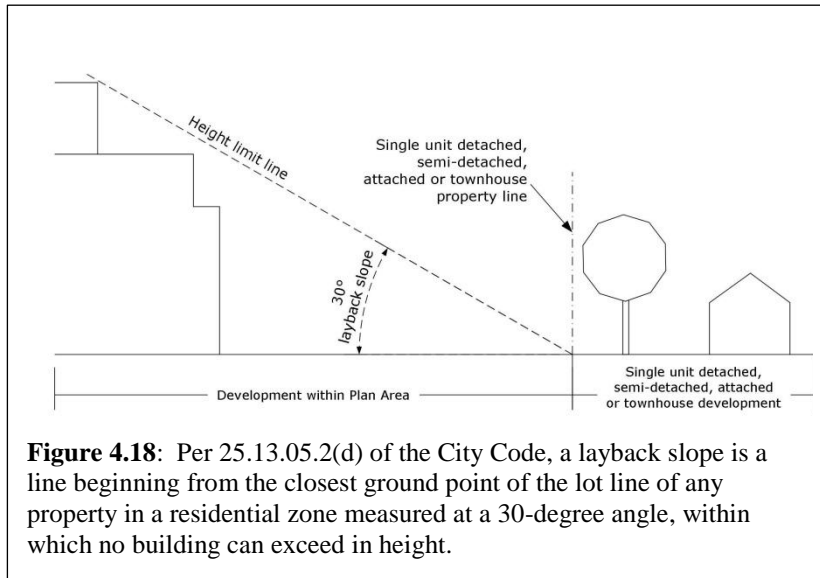 Height limit line
Single unit detached,
semi-detached,
attached or townhouse
property line
30°
layback slope
Development within Plan Area
Single unit detached,
semi-detached, attached
or townhouse development
Figure 4.18: Per 25.13.05.2(d) of the City Code, a layback slope is a
line beginning from the closest ground point of the lot line of any
property in a residential zone measured at a 30-degree angle, within
which no building can exceed in height.